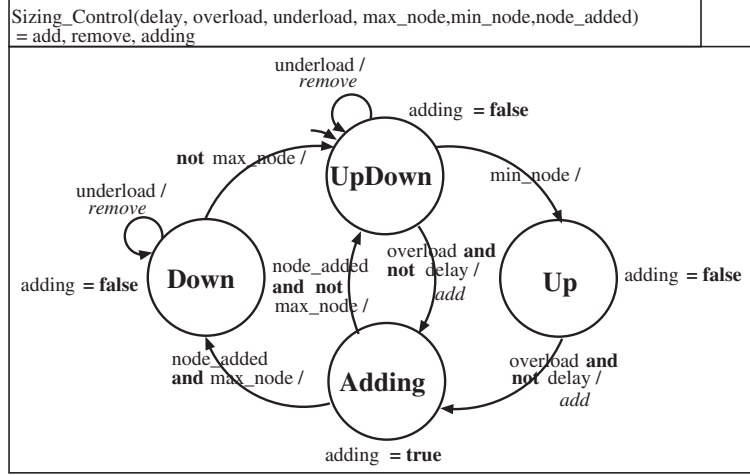 Sizing_Control(delay, overload, underload, max_node,min_node,node_added)
= add, remove, adding
underload /
remove
adding = false
not max_node /
UpDown
min_node /
underload /
remove
adding = false
Down
node_added
and not
max_node /
overload and
not delay /
add
Up
adding = false
node_added
and max_node /
Adding
overload and
not delay /
add
adding = true